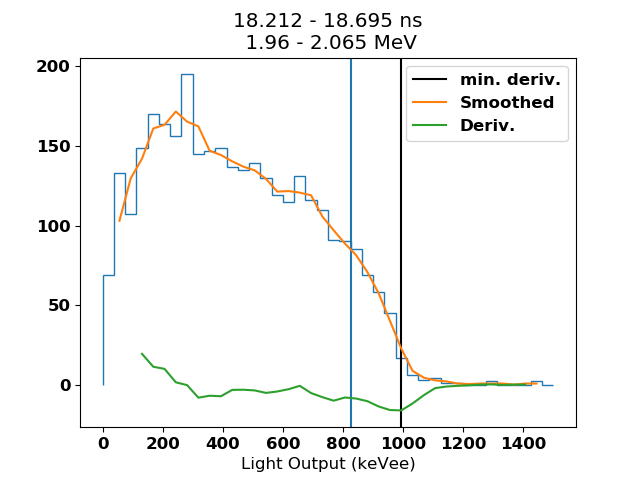 18.212 - 18.695 ns
1.96 - 2.065 MeV
min. deriv.
Smoothed
Deriv.
200
150
100
50
0
0 200 400 600 800 1000 1200 1400
Light Output (keVee)